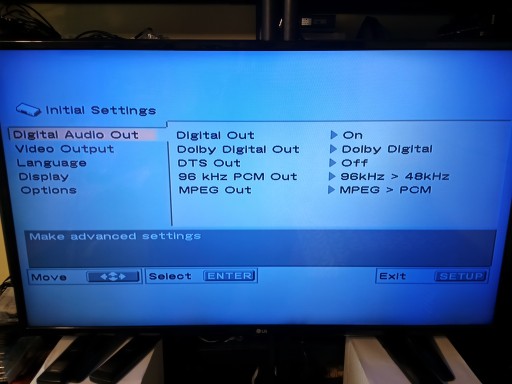 Initial Settings
Digital Audio Out
Digital Out
On
Video Output
Dolby Digital Out
Dolby Digital
Language
DTS Out
Off
Display
96 kHz PCM Out
96kHz > 48kHz
Options
MPEG Out
MPEG > PCM
Make advanced settings
Move
Select ENTER
Exit SETUP
LG